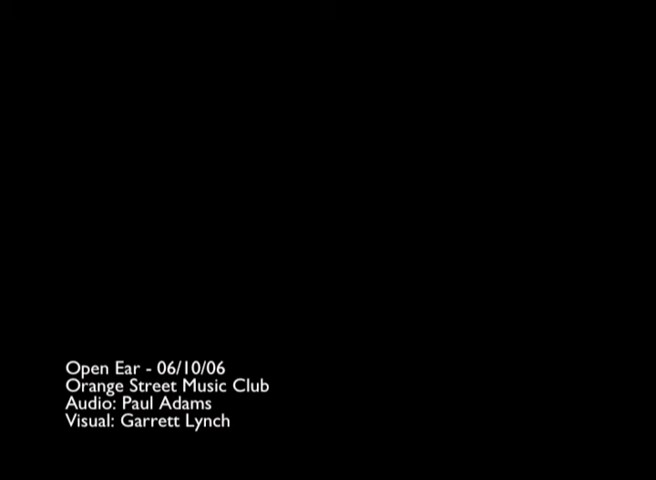 Open Ear - 06/10/06
Orange Street Music Club
Audio: Paul Adams
Visual: Garrett Lynch